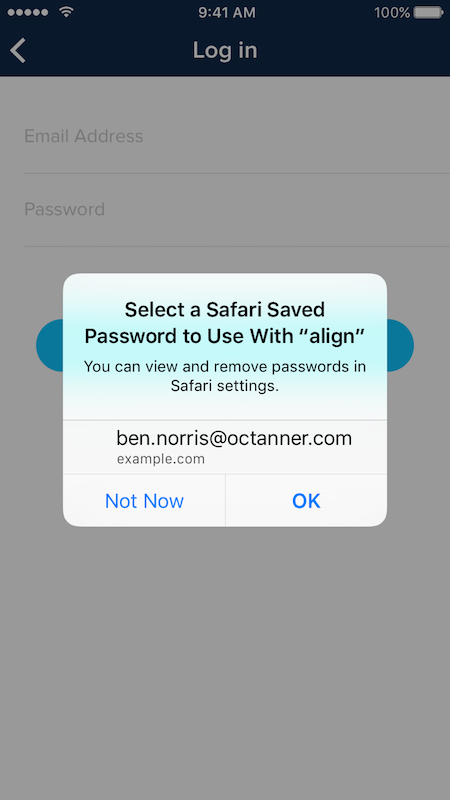 9:41 AM 100%
Log in
Email Address
Password
Select a Safari Saved
Password to Use With “align”
You can view and remove passwords in
Safari settings.
ben.norris@octanner.com
example.com
Not Now OK